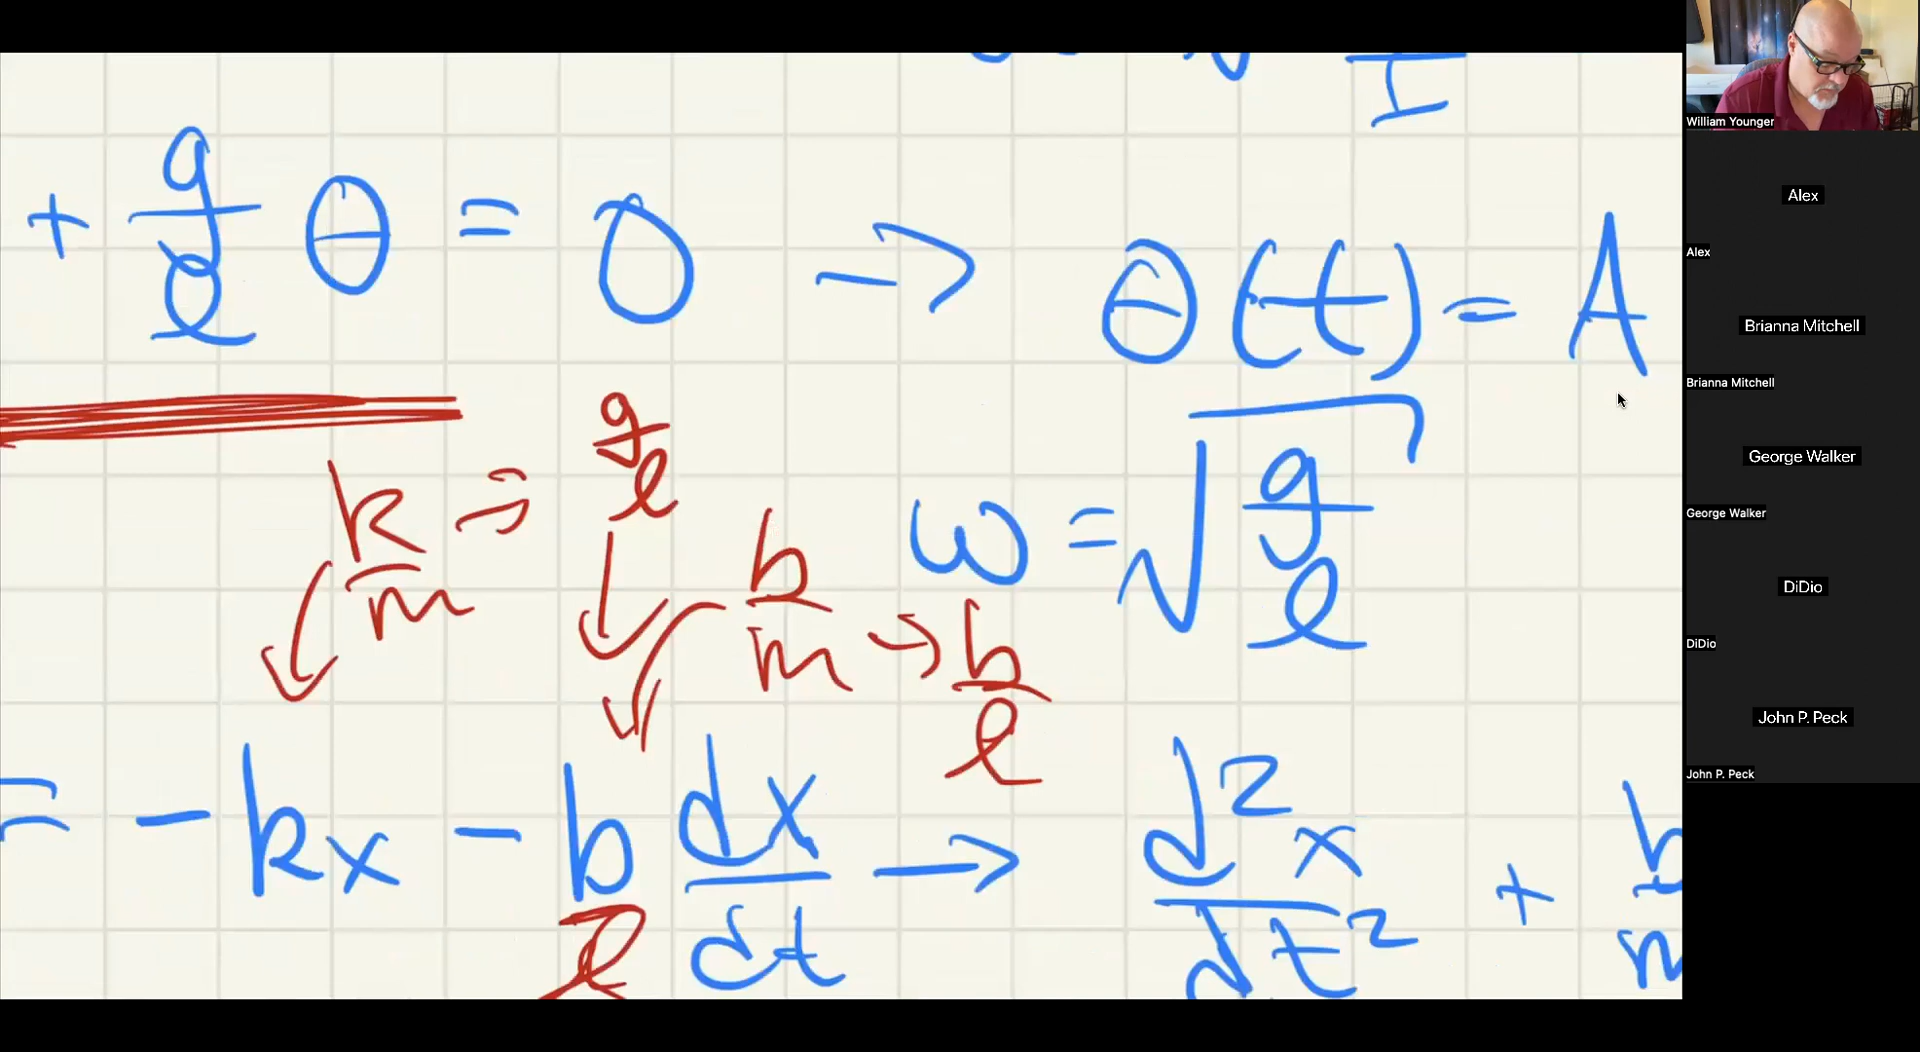 I
+ g/l θ = 0 → θ(t) = A
k/m → g/l
ω = √(g/l)
b/m → b/l
= -kx - b dx/dt → d²x/dt² + b/m
l
William Younger
Alex
Alex
Brianna Mitchell
Brianna Mitchell
George Walker
George Walker
DiDio
DiDio
John P. Peck
John P. Peck